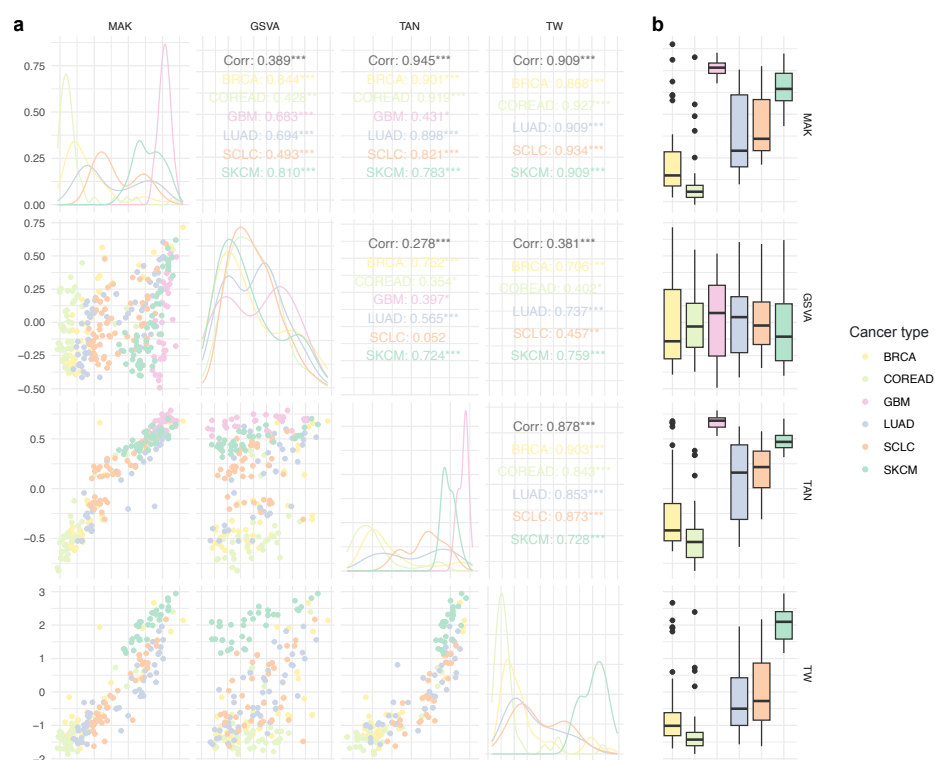 a
b
MAK
GSVA
TAN
TW
0.75
0.50
0.25
0.00
Corr: 0.389***
BRCA: 0.844***
COREAD: 0.428**
GBM: 0.683***
LUAD: 0.694***
SCLC: 0.493***
SKCM: 0.810***
Corr: 0.945***
BRCA: 0.901***
COREAD: 0.919***
GBM: 0.431*
LUAD: 0.898***
SCLC: 0.821***
SKCM: 0.783***
Corr: 0.909***
BRCA: 0.868***
COREAD: 0.927***
LUAD: 0.909***
SCLC: 0.934***
SKCM: 0.909***
MAK
0.75
0.50
0.25
0.00
−0.25
−0.50
Corr: 0.278***
BRCA: 0.762***
COREAD: 0.354*
GBM: 0.397*
LUAD: 0.565***
SCLC: 0.052
SKCM: 0.724***
Corr: 0.381***
BRCA: 0.706***
COREAD: 0.402*
LUAD: 0.737***
SCLC: 0.457**
SKCM: 0.759***
GSVA
Cancer type
BRCA
COREAD
GBM
LUAD
SCLC
SKCM
0.5
0.0
−0.5
Corr: 0.878***
BRCA: 0.903***
COREAD: 0.843***
LUAD: 0.853***
SCLC: 0.873***
SKCM: 0.728***
TAN
3
2
1
0
−1
−2
TW